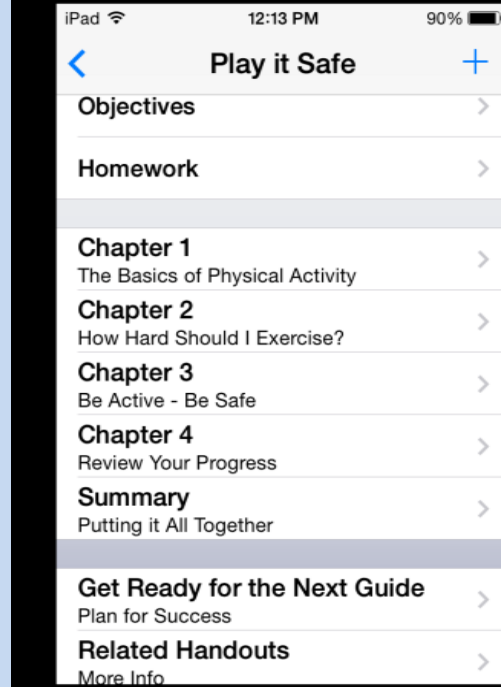 iPad 12:13 PM 90%
Play it Safe
Objectives
Homework
Chapter 1
The Basics of Physical Activity
Chapter 2
How Hard Should I Exercise?
Chapter 3
Be Active - Be Safe
Chapter 4
Review Your Progress
Summary
Putting it All Together
Get Ready for the Next Guide
Plan for Success
Related Handouts
More Info